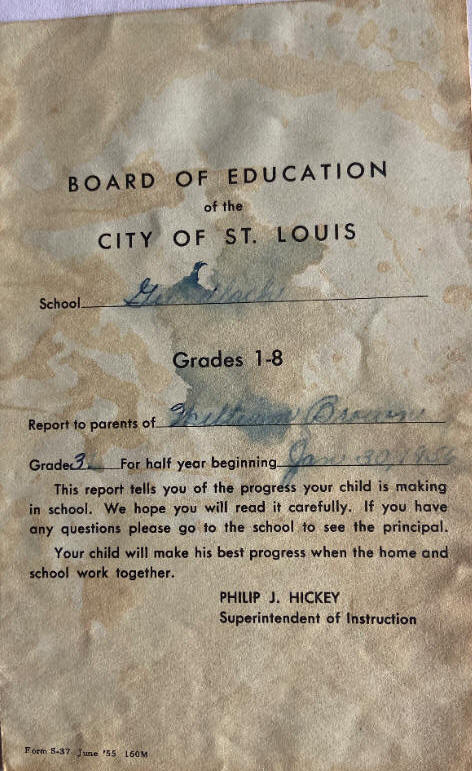 BOARD OF EDUCATION
of the
CITY OF ST. LOUIS
School
Grades 1-8
Report to parents of William Brown
Grade 3 For half year beginning Jan 30, 1956
This report tells you of the progress your child is making
in school. We hope you will read it carefully. If you have
any questions please go to the school to see the principal.
Your child will make his best progress when the home and
school work together.
PHILIP J. HICKEY
Superintendent of Instruction
Form S-37 June '55 160M